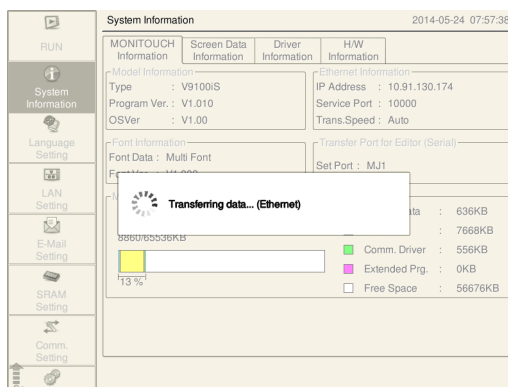 System Information 2014-05-24 07:57:38
RUN
System
Information
Language
Setting
LAN
Setting
E-Mail
Setting
SRAM
Setting
Comm.
Setting
MONITOUCH
Information
Screen Data
Information
Driver
Information
H/W
Information
Model Information
Type : V9100iS
Program Ver. : V1.010
OSVer : V1.00
Ethernet Information
IP Address : 10.91.130.174
Service Port : 10000
Trans.Speed : Auto
Font Information
Font Data : Multi Font
Transfer Port for Editor (Serial)
Set Port : MJ1
Transferring data... (Ethernet)
8860/65536KB
13 %
: 636KB
: 7668KB
Comm. Driver : 556KB
Extended Prg. : 0KB
Free Space : 56676KB